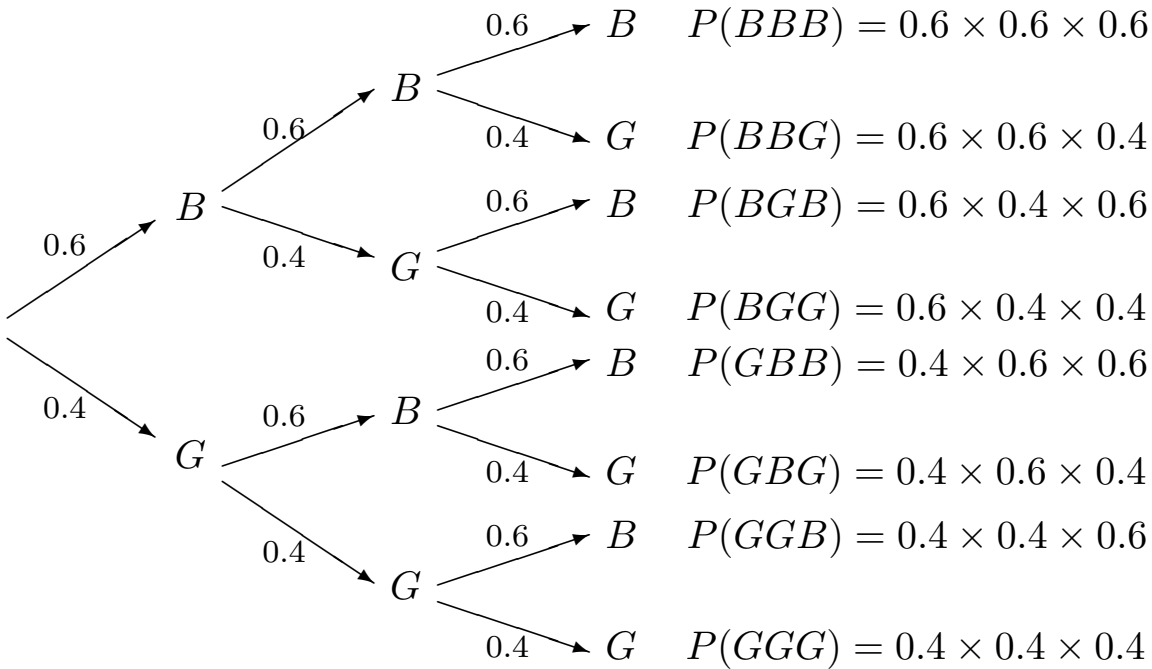 0.6 B P(BBB) = 0.6 × 0.6 × 0.6
B
0.6
0.4 G P(BBG) = 0.6 × 0.6 × 0.4
B
0.6 B P(BGB) = 0.6 × 0.4 × 0.6
0.6
0.4
G
0.4 G P(BGG) = 0.6 × 0.4 × 0.4
0.6 B P(GBB) = 0.4 × 0.6 × 0.6
0.4
0.6
B
G
0.4 G P(GBG) = 0.4 × 0.6 × 0.4
0.6 B P(GGB) = 0.4 × 0.4 × 0.6
0.4
G
0.4 G P(GGG) = 0.4 × 0.4 × 0.4